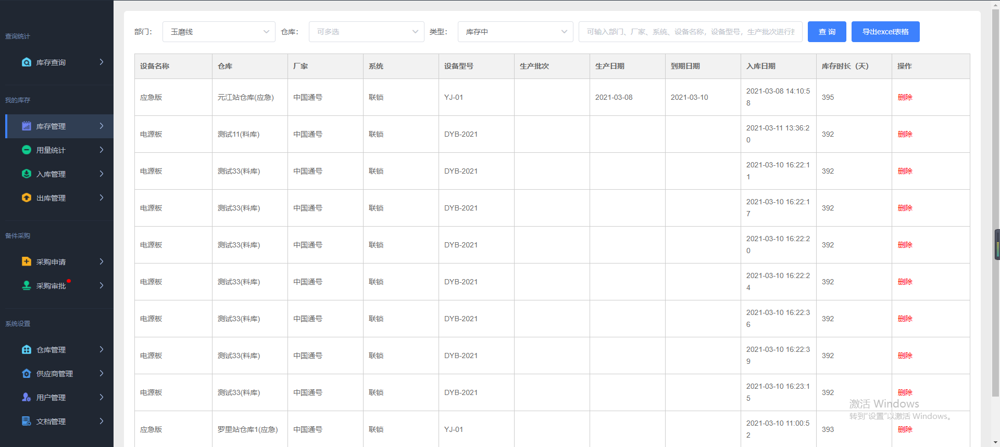 查询统计
库存查询
我的库存
库存管理
用量统计
入库管理
出库管理
备件采购
采购申请
采购审批
系统设置
仓库管理
供应商管理
用户管理
文档管理
部门： 玉磨线 仓库： 可多选 类型： 库存中 可输入部门、厂家、系统、设备名称，设备型号，生产批次进行 查 询 导出excel表格
设备名称 仓库 厂家 系统 设备型号 生产批次 生产日期 到期日期 入库日期 库存时长（天） 操作
应急版 元江站仓库(应急) 中国通号 联锁 YJ-01 2021-03-08 2021-03-10 2021-03-08 14:10:5
8 395 删除
电源板 测试11(料库) 中国通号 联锁 DYB-2021 2021-03-11 13:36:2
0 392 删除
电源板 测试33(料库) 中国通号 联锁 DYB-2021 2021-03-10 16:22:1
1 392 删除
电源板 测试33(料库) 中国通号 联锁 DYB-2021 2021-03-10 16:22:1
7 392 删除
电源板 测试33(料库) 中国通号 联锁 DYB-2021 2021-03-10 16:22:2
0 392 删除
电源板 测试33(料库) 中国通号 联锁 DYB-2021 2021-03-10 16:22:2
4 392 删除
电源板 测试33(料库) 中国通号 联锁 DYB-2021 2021-03-10 16:22:3
6 392 删除
电源板 测试33(料库) 中国通号 联锁 DYB-2021 2021-03-10 16:22:3
9 392 删除
电源板 测试33(料库) 中国通号 联锁 DYB-2021 2021-03-10 16:23:1
5 392 删除
应急版 罗里站仓库1(应急) 中国通号 联锁 YJ-01 2021-03-10 11:00:5
2 393 删除
激活 Windows
转到“设置”以激活 Windows。